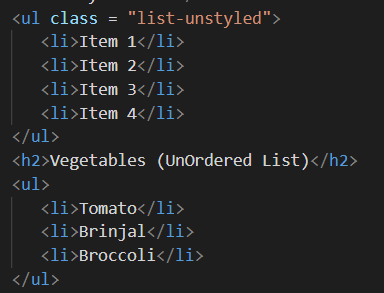 <ul class = "list-unstyled">
<li>Item 1</li>
<li>Item 2</li>
<li>Item 3</li>
<li>Item 4</li>
</ul>
<h2>Vegetables (UnOrdered List)</h2>
<ul>
<li>Tomato</li>
<li>Brinjal</li>
<li>Broccoli</li>
</ul>